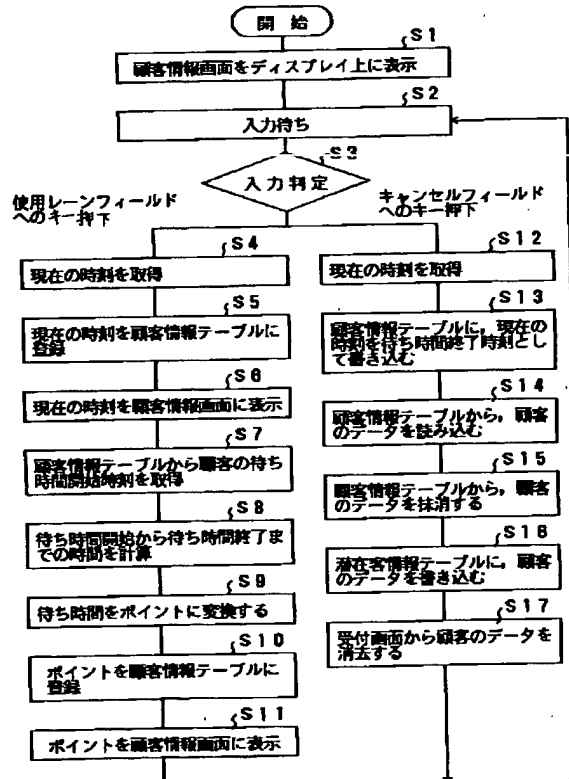 開 始
S1
顧客情報画面をディスプレイ上に表示
S2
入力待ち
S3
入力判定
使用レーンフィールド
へのキー押下
キャンセルフィールド
へのキー押下
S4
現在の時刻を取得
S5
現在の時刻を顧客情報テーブルに
登録
S6
現在の時刻を顧客情報画面に表示
S7
顧客情報テーブルから顧客の待ち
時間開始時刻を取得
S8
待ち時間開始から待ち時間終了ま
での時間を計算
S9
待ち時間をポイントに変換する
S10
ポイントを顧客情報テーブルに
登録
S11
ポイントを顧客情報画面に表示
S12
現在の時刻を取得
S13
顧客情報テーブルに，現在の
時刻を待ち時間終了時刻とし
て書き込む
S14
顧客情報テーブルから，顧客
のデータを読み込む
S15
顧客情報テーブルから，顧客
のデータを抹消する
S16
潜在客情報テーブルに，顧客
のデータを書き込む
S17
受付画面から顧客のデータを
消去する